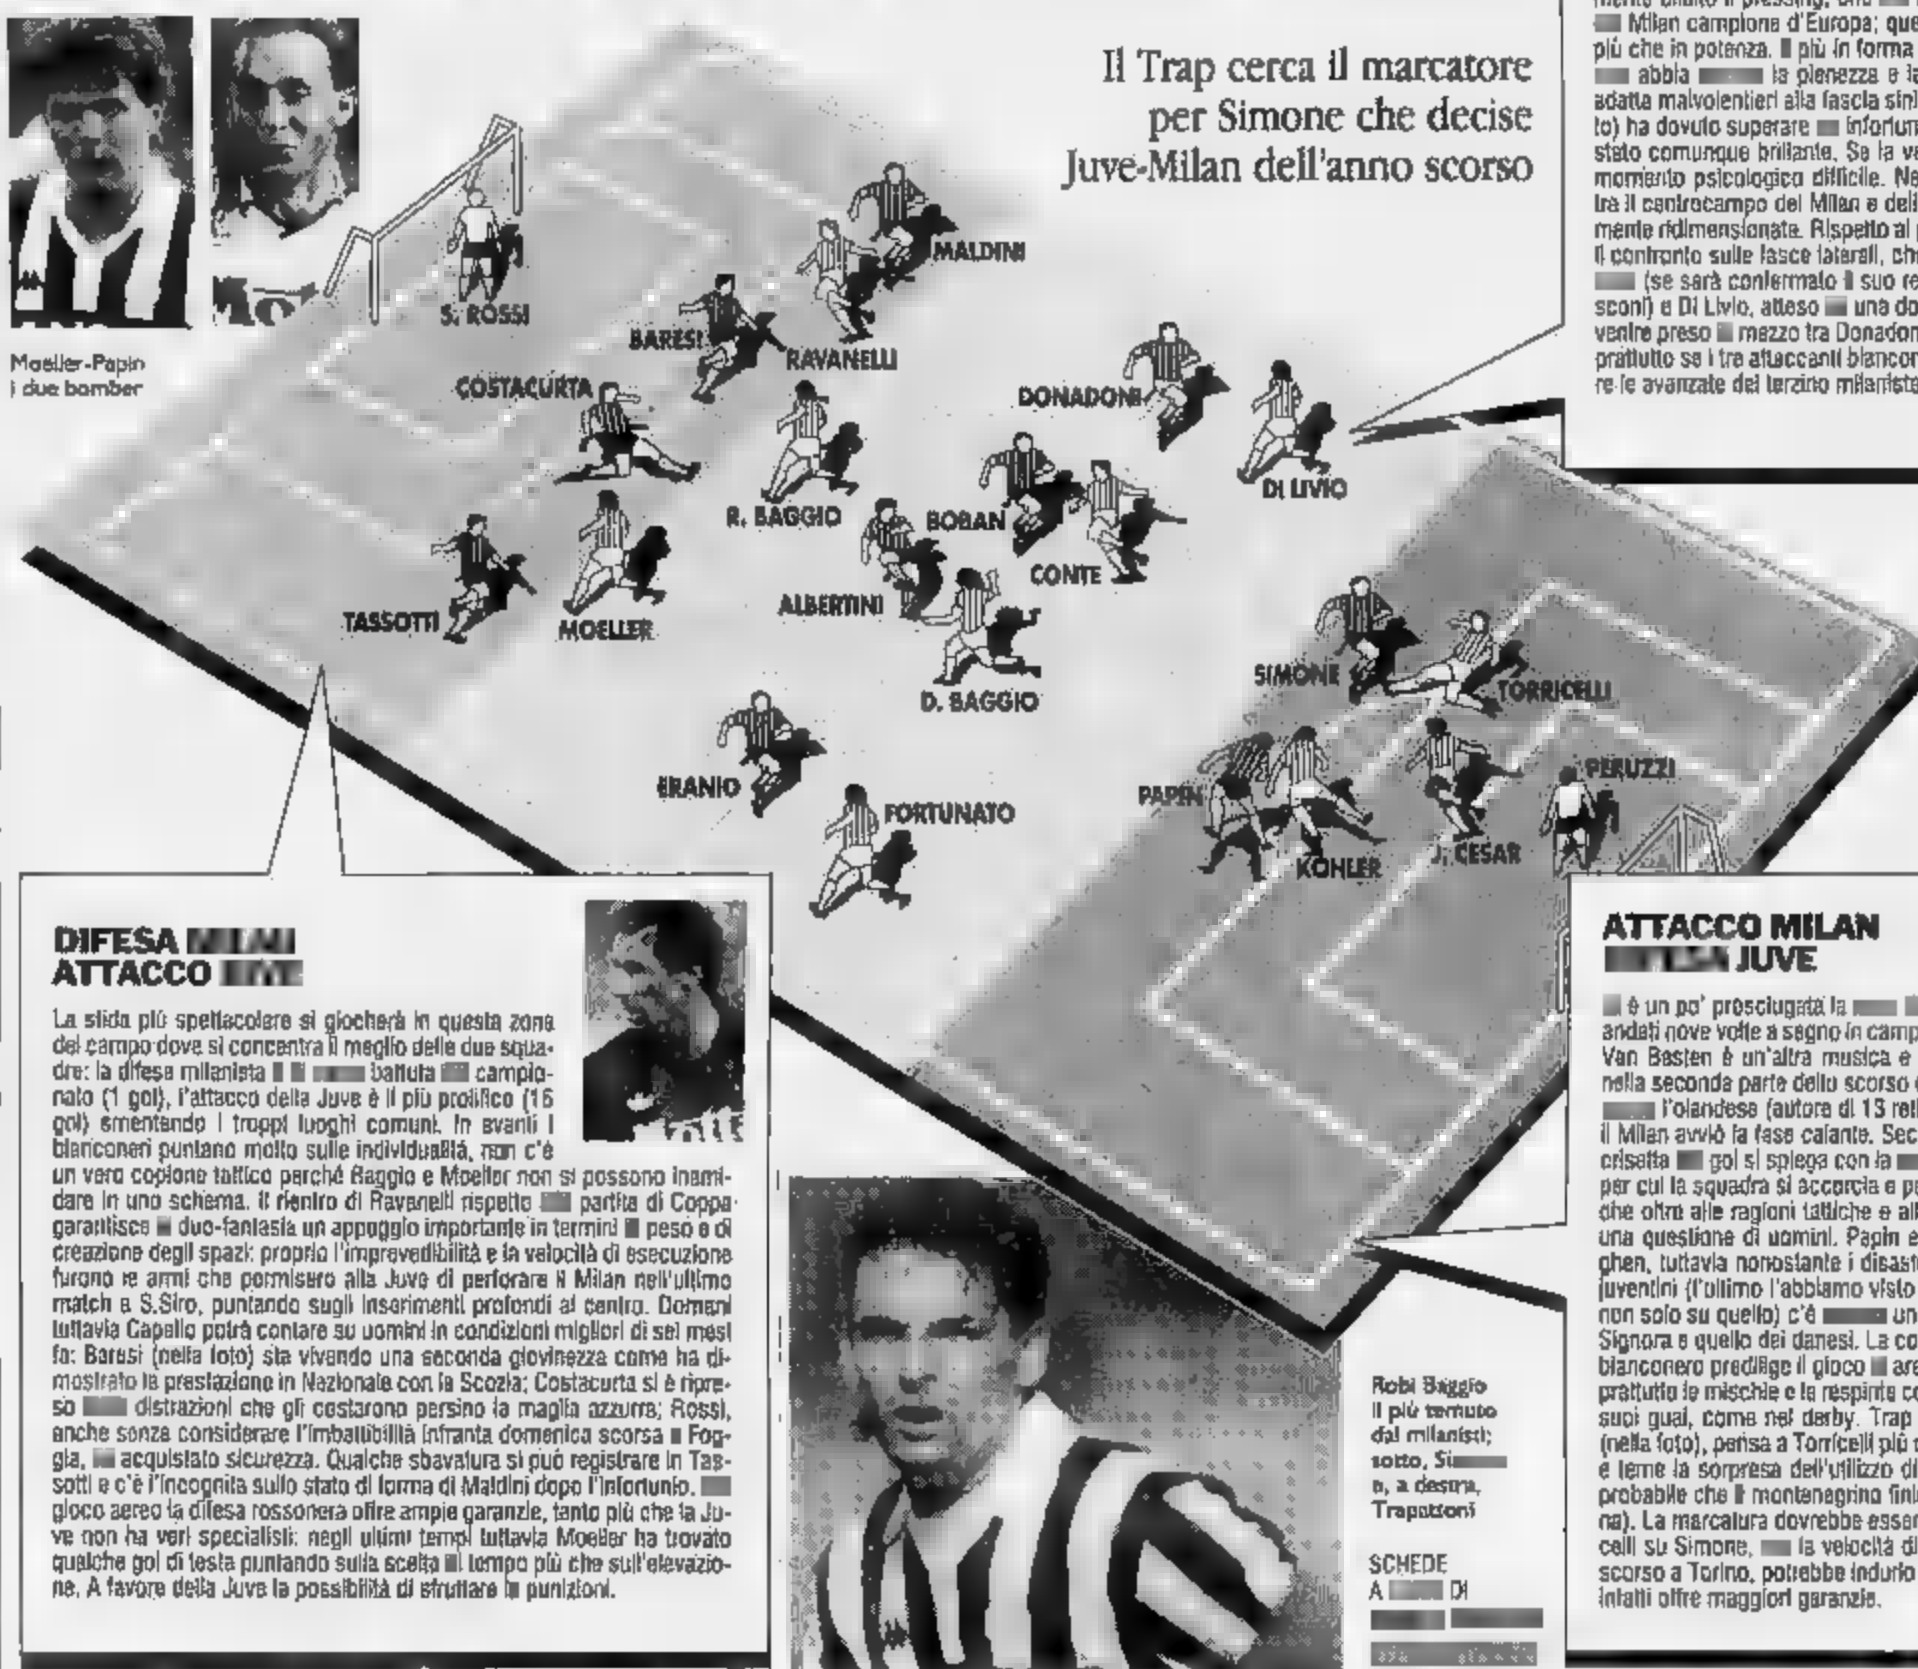 Il Trap cerca il marcatore
per Simone che decise
Juve-Milan dell'anno scorso
Moeller-Papin
i due bomber
Milan campione d'Europa; que
più che in potenza. più in forma
abbia la pienezza e la
adatta malvolentieri alla fascia sini
to) ha dovuto superare infortun
stato comunque brillante. Se la ve
momento psicologico difficile. Ne
tra il centrocampo del Milan e dell
mente ridimensionata. Rispetto al
il confronto sulle fasce laterali, che
(se sarà confermato il suo re
sconi) e Di Livio, atteso una do
venire preso mezzo tra Donadon
prattutto se i tre attaccanti biancon
re le avanzate del terzino milanista
S. ROSSI
MALDINI
BARESI
RAVANELLI
COSTACURTA
DONADONI
DI LIVIO
R. BAGGIO
BOBAN
CONTE
ALBERTINI
TASSOTTI
MOELLER
D. BAGGIO
SIMONE
TORRICELLI
ERANIO
FORTUNATO
PAPIN
KOHLER
J. CESAR
PERUZZI
DIFESA
ATTACCO
La sfida più spettacolare si giocherà in questa zona
del campo dove si concentra il meglio delle due squa-
dre: la difesa milanista battuta campio-
nato (1 gol), l'attacco della Juve è il più prolifico (16
gol) smentendo i troppi luoghi comuni. In avanti i
bianconeri puntano molto sulle individualità, non c'è
un vero copione tattico perché Baggio e Moeller non si possono inami-
dare in uno schema. Il rientro di Ravanelli rispetto partita di Coppa
garantisce duo-fantasia un appoggio importante in termini peso e di
creazione degli spazi: proprio l'imprevedibilità e la velocità di esecuzione
furono le armi che permisero alla Juve di perforare il Milan nell'ultimo
match a S.Siro, puntando sugli inserimenti profondi al centro. Domani
tuttavia Capello potrà contare su uomini in condizioni migliori di sei mesi
fa: Baresi (nella foto) sta vivando una seconda giovinezza come ha di-
mostrato la prestazione in Nazionale con la Scozia; Costacurta si è ripre-
so distrazioni che gli costarono persino la maglia azzurra; Rossi,
anche senza considerare l'imbattibilità infranta domenica scorsa a Fog-
gia, acquistato sicurezza. Qualche sbavatura si può registrare in Tas-
sotti e c'è l'incognita sullo stato di forma di Maldini dopo l'infortunio.
gioco aereo la difesa rossonera offre ampie garanzie, tanto più che la Ju-
ve non ha veri specialisti: negli ultimi tempi tuttavia Moeller ha trovato
qualche gol di testa puntando sulla scelta tempo più che sull'elevazio-
ne. A favore della Juve la possibilità di sfruttare le punizioni.
Robi Baggio
il più temuto
dai milanisti;
sotto,
e, a destra,
Trapattoni
SCHEDE
A DI
ATTACCO MILAN
JUVE
è un po' prosciugata la
andati nove volte a segno in camp
Van Basten è un'altra musica e
nella seconda parte dello scorso
l'olandese (autore di 13 reti
il Milan avviò la fase calante. Sec
crisetta gol si spiega con la
per cui la squadra si accorcia e pe
che oltre alle ragioni tattiche e all
una questione di uomini. Papin e
ghen, tuttavia nonostante i disast
juventini (l'ultimo l'abbiamo visto
non solo su quello) c'è un
Signora e quello dei danesi. La co
bianconero predilige il gioco are
prattutto le mischie e le respinte co
suoi guai, come nel derby. Trap
(nella foto), pensa a Torricelli più
e teme la sorpresa dell'utilizzo di
probabile che il montenegrino fini
na). La marcatura dovrebbe esser
celli su Simone, la velocità di
scorso a Torino, potrebbe indurlo
infatti offre maggiori garanzie.